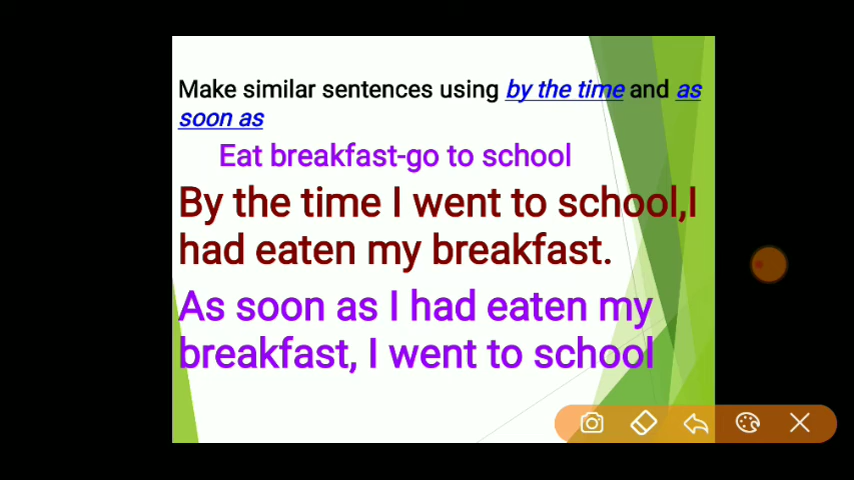 Make similar sentences using by the time and as
soon as
Eat breakfast-go to school
By the time I went to school,I
had eaten my breakfast.
As soon as I had eaten my
breakfast, I went to school